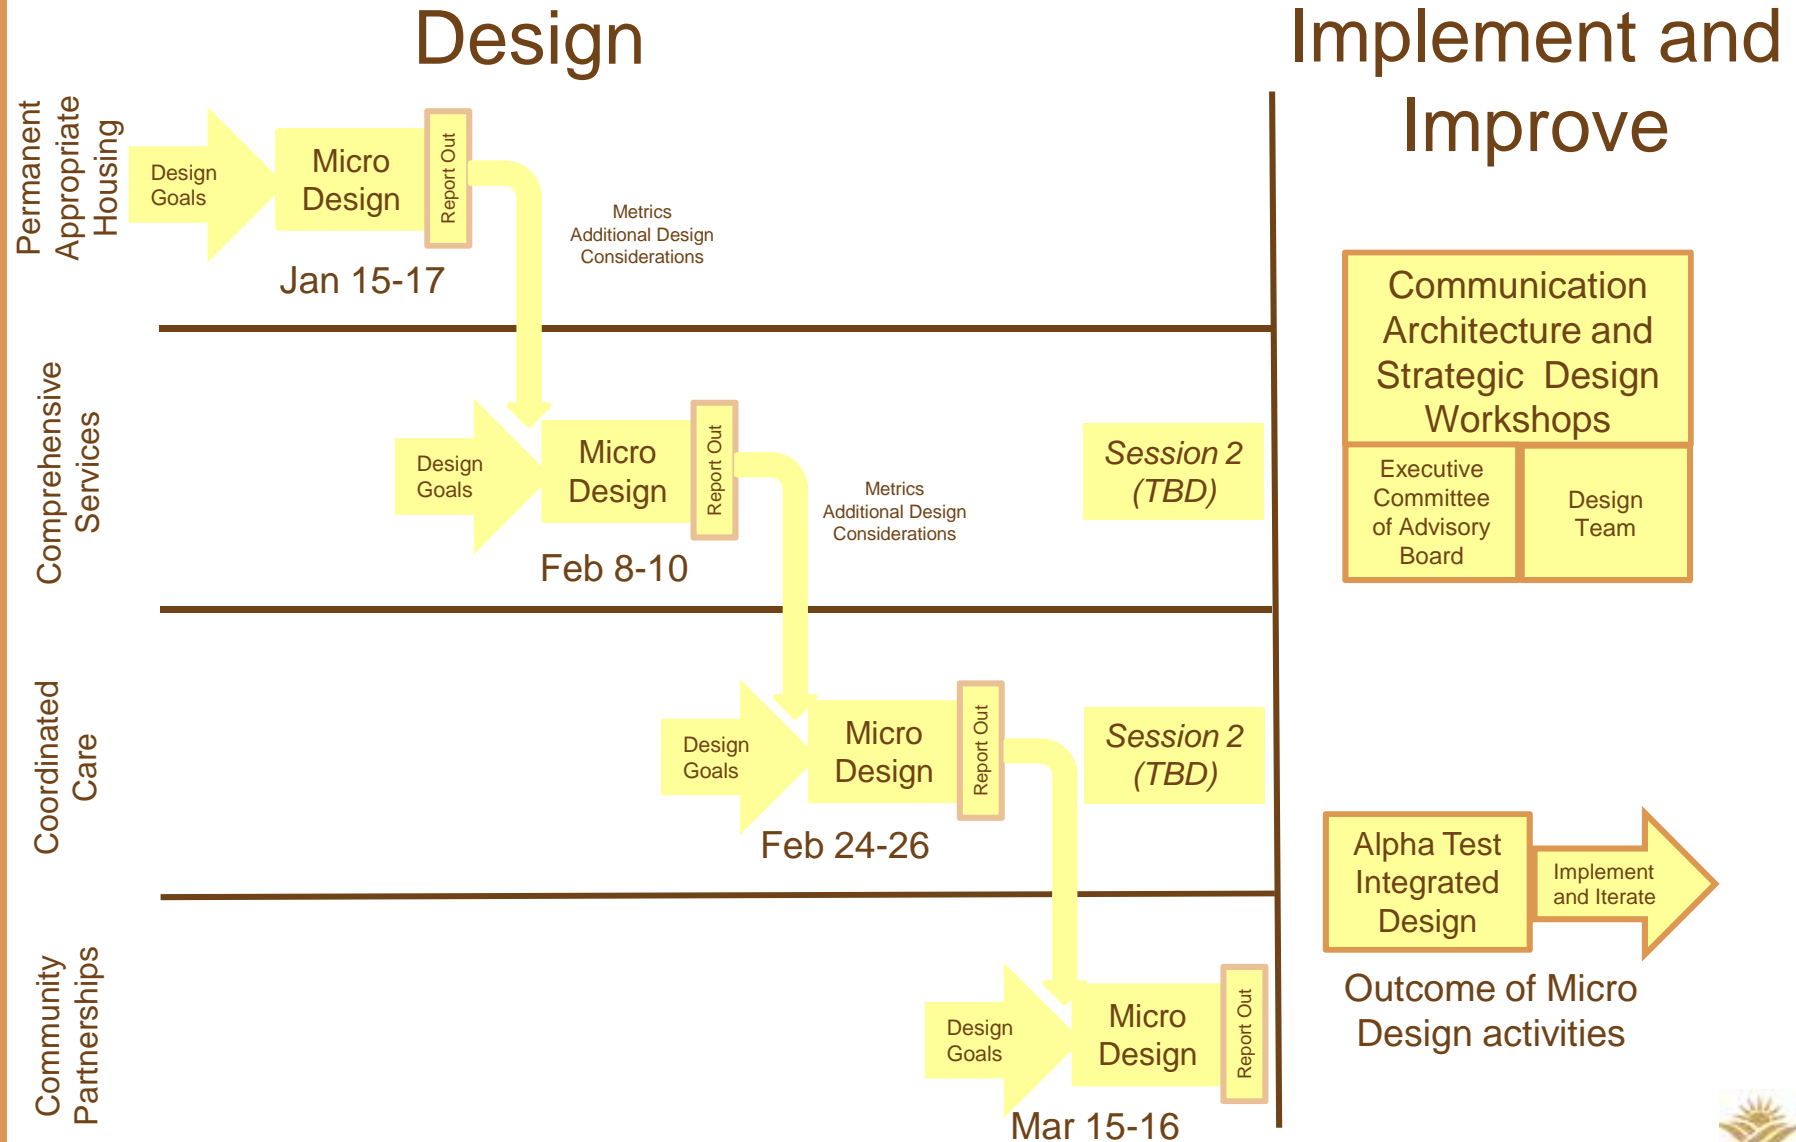 Design
Implement and
Improve
Permanent
Appropriate
Housing
Design
Goals
Micro
Design
Report Out
Metrics
Additional Design
Considerations
Jan 15-17
Comprehensive
Services
Design
Goals
Micro
Design
Report Out
Metrics
Additional Design
Considerations
Session 2
(TBD)
Feb 8-10
Coordinated
Care
Design
Goals
Micro
Design
Report Out
Session 2
(TBD)
Feb 24-26
Community
Partnerships
Design
Goals
Micro
Design
Report Out
Mar 15-16
Communication
Architecture and
Strategic Design
Workshops
Executive
Committee
of Advisory
Board
Design
Team
Alpha Test
Integrated
Design
Implement
and Iterate
Outcome of Micro
Design activities